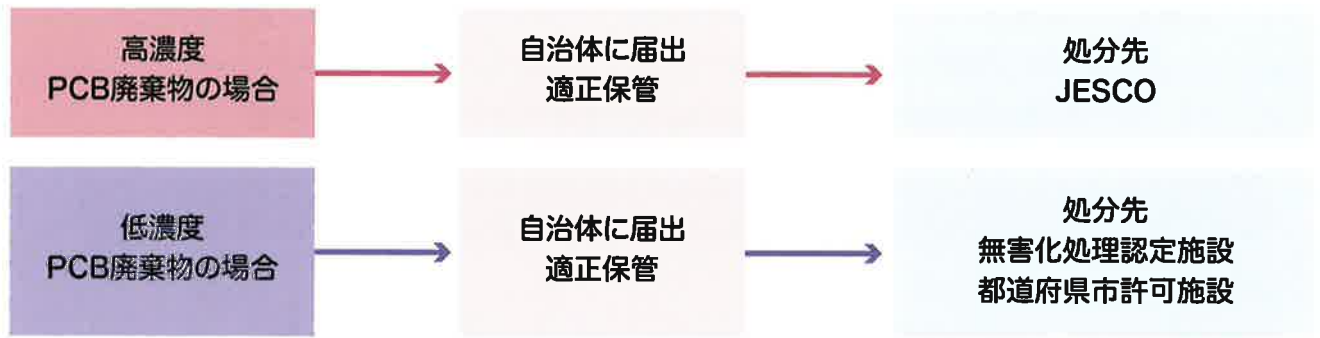 高濃度
PCB廃棄物の場合
自治体に届出
適正保管
処分先
JESCO
低濃度
PCB廃棄物の場合
自治体に届出
適正保管
処分先
無害化処理認定施設
都道府県市許可施設